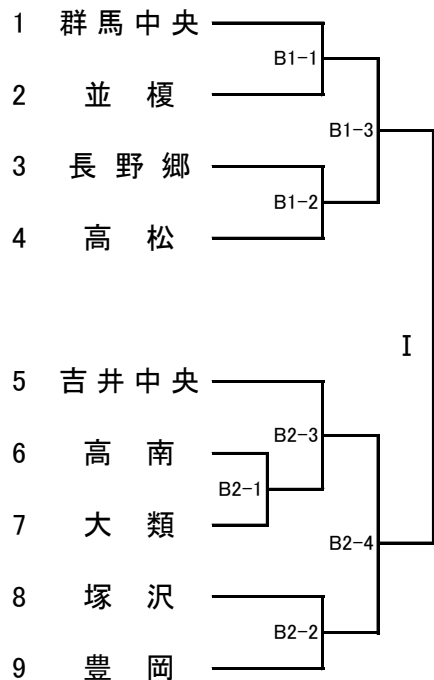 1 群馬中央
B1-1
2 並榎
B1-3
3 長野郷
B1-2
4 高松
I
5 吉井中央
B2-3
6 高南
B2-1
7 大類
B2-4
8 塚沢
B2-2
9 豊岡